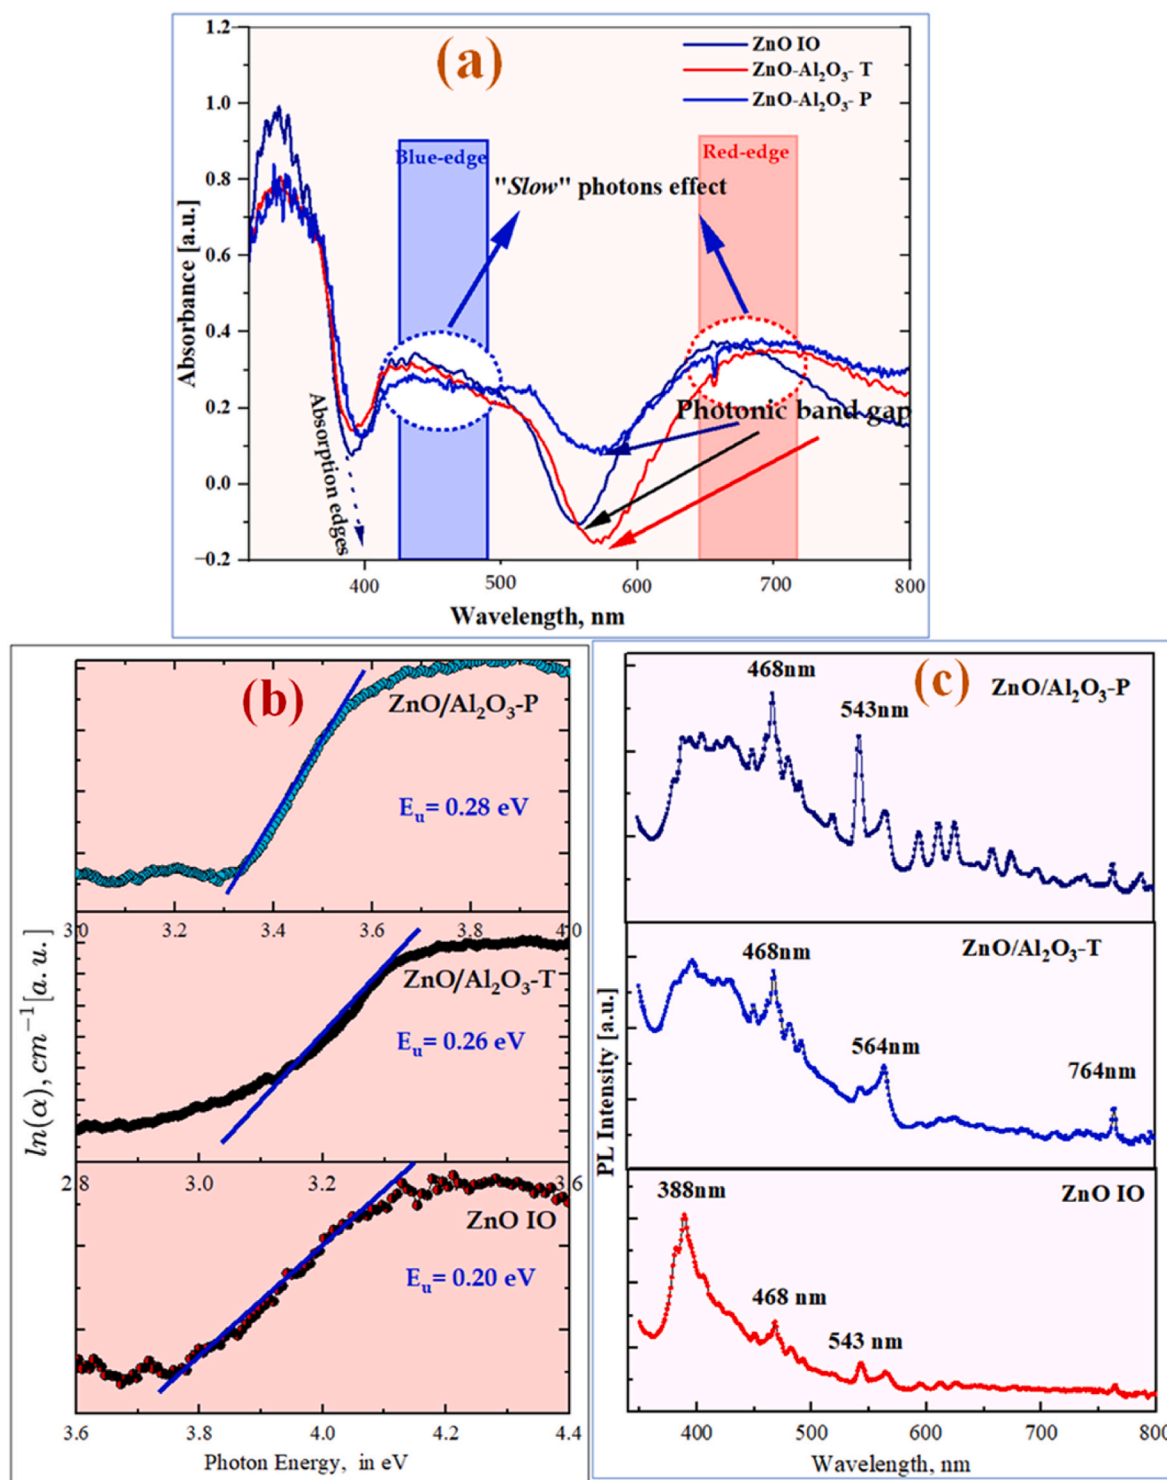 (a)
ZnO IO
ZnO-Al₂O₃- T
ZnO-Al₂O₃- P
Blue-edge
Red-edge
"Slow" photons effect
Photonic band gap
Absorption edges
Absorbance [a.u.]
1.2
1.0
0.8
0.6
0.4
0.2
0.0
−0.2
400 500 600 700 800
Wavelength, nm
(b)
ZnO/Al₂O₃-P
Eᵤ= 0.28 eV
3.0 3.2 3.4 3.6 3.8 4.0
ZnO/Al₂O₃-T
Eᵤ= 0.26 eV
2.8 3.0 3.2 3.4 3.6
ZnO IO
Eᵤ= 0.20 eV
3.6 3.8 4.0 4.2 4.4
Photon Energy, in eV
ln(α), cm⁻¹[a.u.]
(c)
ZnO/Al₂O₃-P
468nm
543nm
ZnO/Al₂O₃-T
468nm
564nm
764nm
ZnO IO
388nm
468 nm
543 nm
PL Intensity [a.u.]
400 500 600 700 800
Wavelength, nm